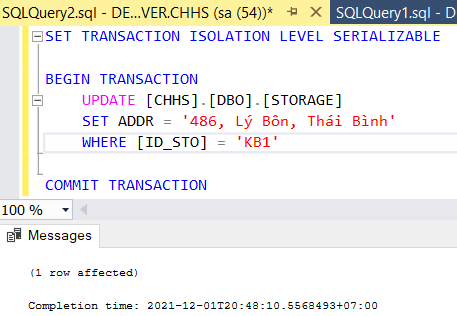 SQLQuery2.sql - DE...VER.CHHS (sa (54))* SQLQuery1.sql - D
SET TRANSACTION ISOLATION LEVEL SERIALIZABLE
BEGIN TRANSACTION
UPDATE [CHHS].[DBO].[STORAGE]
SET ADDR = '486, Lý Bôn, Thái Bình'
WHERE [ID_STO] = 'KB1'
COMMIT TRANSACTION
100 %
Messages
(1 row affected)
Completion time: 2021-12-01T20:48:10.5568493+07:00